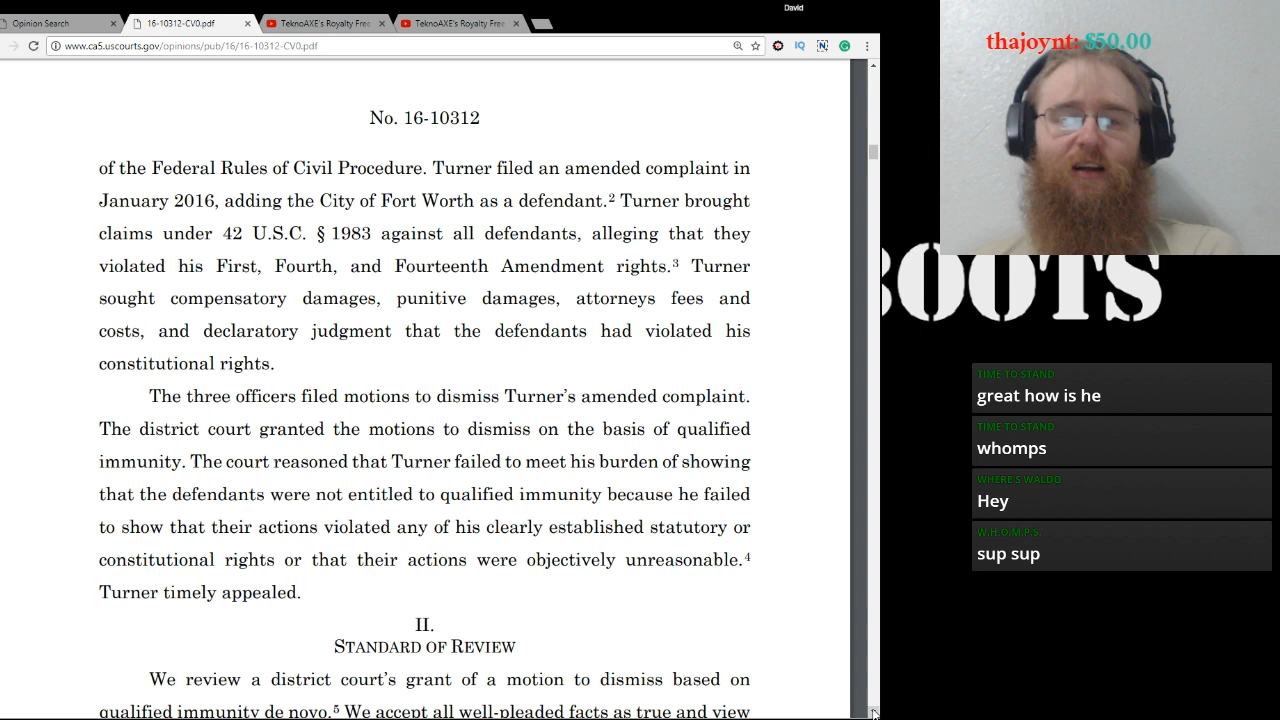 David
Opinion Search
16-10312-CV0.pdf
TeknoAXE's Royalty Free
TeknoAXE's Royalty Free
www.ca5.uscourts.gov/opinions/pub/16/16-10312-CV0.pdf
IQ
N
thajoynt: $50.00
No. 16-10312
of the Federal Rules of Civil Procedure. Turner filed an amended complaint in
January 2016, adding the City of Fort Worth as a defendant.² Turner brought
claims under 42 U.S.C. § 1983 against all defendants, alleging that they
violated his First, Fourth, and Fourteenth Amendment rights.³ Turner
sought compensatory damages, punitive damages, attorneys fees and
costs, and declaratory judgment that the defendants had violated his
constitutional rights.
The three officers filed motions to dismiss Turner’s amended complaint.
The district court granted the motions to dismiss on the basis of qualified
immunity. The court reasoned that Turner failed to meet his burden of showing
that the defendants were not entitled to qualified immunity because he failed
to show that their actions violated any of his clearly established statutory or
constitutional rights or that their actions were objectively unreasonable.⁴
Turner timely appealed.
II.
STANDARD OF REVIEW
We review a district court’s grant of a motion to dismiss based on
qualified immunity de novo.⁵ We accept all well-pleaded facts as true and view
BOOTS
TIME TO STAND
great how is he
TIME TO STAND
whomps
WHERE'S WALDO
Hey
W.H.O.M.P.S.
sup sup